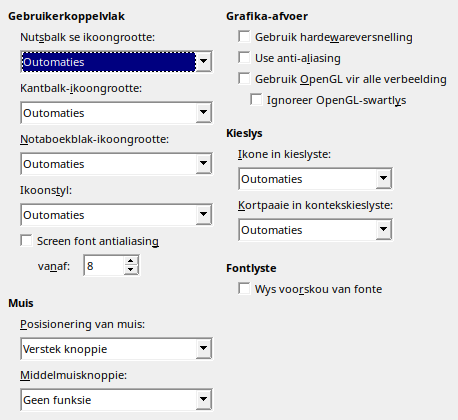 Gebruikerkoppelvlak
Nutsbalk se ikoongrootte:
Outomaties
Kantbalk-ikoongrootte:
Outomaties
Notaboekblak-ikoongrootte:
Outomaties
Ikoonstyl:
Outomaties
Screen font antialiasing
vanaf: 8
Muis
Posisionering van muis:
Verstek knoppie
Middelmuisknoppie:
Geen funksie
Grafika-afvoer
Gebruik hardewareversnelling
Use anti-aliasing
Gebruik OpenGL vir alle verbeelding
Ignoreer OpenGL-swartlys
Kieslys
Ikone in kieslyste:
Outomaties
Kortpaaie in kontekskieslyste:
Outomaties
Fontlyste
Wys voorskou van fonte